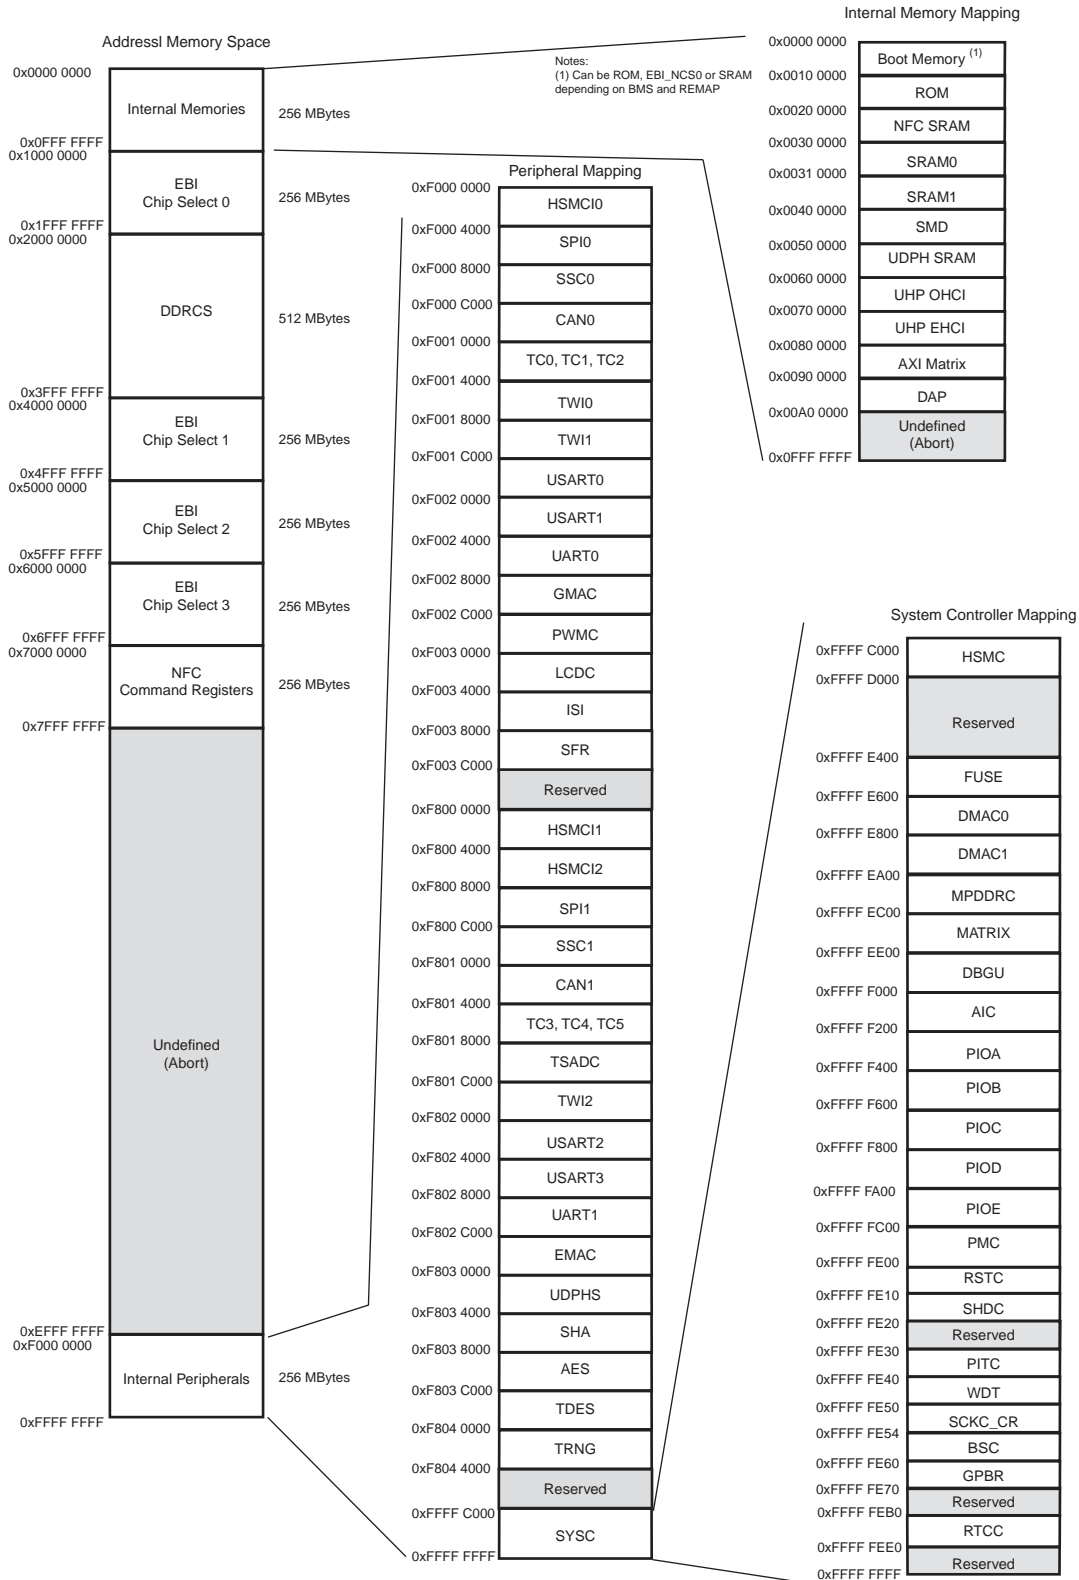 Addressl Memory Space
0x0000 0000
Internal Memories
256 MBytes
0x0FFF FFFF
0x1000 0000
EBI
Chip Select 0
256 MBytes
0x1FFF FFFF
0x2000 0000
DDRCS
512 MBytes
0x3FFF FFFF
0x4000 0000
EBI
Chip Select 1
256 MBytes
0x4FFF FFFF
0x5000 0000
EBI
Chip Select 2
256 MBytes
0x5FFF FFFF
0x6000 0000
EBI
Chip Select 3
256 MBytes
0x6FFF FFFF
0x7000 0000
NFC
Command Registers
256 MBytes
0x7FFF FFFF
Undefined
(Abort)
0xEFFF FFFF
0xF000 0000
Internal Peripherals
256 MBytes
0xFFFF FFFF
Notes:
(1) Can be ROM, EBI_NCS0 or SRAM
depending on BMS and REMAP
Peripheral Mapping
0xF000 0000
HSMCI0
0xF000 4000
SPI0
0xF000 8000
SSC0
0xF000 C000
CAN0
0xF001 0000
TC0, TC1, TC2
0xF001 4000
TWI0
0xF001 8000
TWI1
0xF001 C000
USART0
0xF002 0000
USART1
0xF002 4000
UART0
0xF002 8000
GMAC
0xF002 C000
PWMC
0xF003 0000
LCDC
0xF003 4000
ISI
0xF003 8000
SFR
0xF003 C000
Reserved
0xF800 0000
HSMCI1
0xF800 4000
HSMCI2
0xF800 8000
SPI1
0xF800 C000
SSC1
0xF801 0000
CAN1
0xF801 4000
TC3, TC4, TC5
0xF801 8000
TSADC
0xF801 C000
TWI2
0xF802 0000
USART2
0xF802 4000
USART3
0xF802 8000
UART1
0xF802 C000
EMAC
0xF803 0000
UDPHS
0xF803 4000
SHA
0xF803 8000
AES
0xF803 C000
TDES
0xF804 0000
TRNG
0xF804 4000
Reserved
0xFFFF C000
SYSC
0xFFFF FFFF
Internal Memory Mapping
0x0000 0000
Boot Memory (1)
0x0010 0000
ROM
0x0020 0000
NFC SRAM
0x0030 0000
SRAM0
0x0031 0000
SRAM1
0x0040 0000
SMD
0x0050 0000
UDPH SRAM
0x0060 0000
UHP OHCI
0x0070 0000
UHP EHCI
0x0080 0000
AXI Matrix
0x0090 0000
DAP
0x00A0 0000
Undefined
(Abort)
0x0FFF FFFF
System Controller Mapping
0xFFFF C000
HSMC
0xFFFF D000
Reserved
0xFFFF E400
FUSE
0xFFFF E600
DMAC0
0xFFFF E800
DMAC1
0xFFFF EA00
MPDDRC
0xFFFF EC00
MATRIX
0xFFFF EE00
DBGU
0xFFFF F000
AIC
0xFFFF F200
PIOA
0xFFFF F400
PIOB
0xFFFF F600
PIOC
0xFFFF F800
PIOD
0xFFFF FA00
PIOE
0xFFFF FC00
PMC
0xFFFF FE00
RSTC
0xFFFF FE10
SHDC
0xFFFF FE20
Reserved
0xFFFF FE30
PITC
0xFFFF FE40
WDT
0xFFFF FE50
SCKC_CR
0xFFFF FE54
BSC
0xFFFF FE60
GPBR
0xFFFF FE70
Reserved
0xFFFF FEB0
RTCC
0xFFFF FEE0
Reserved
0xFFFF FFFF